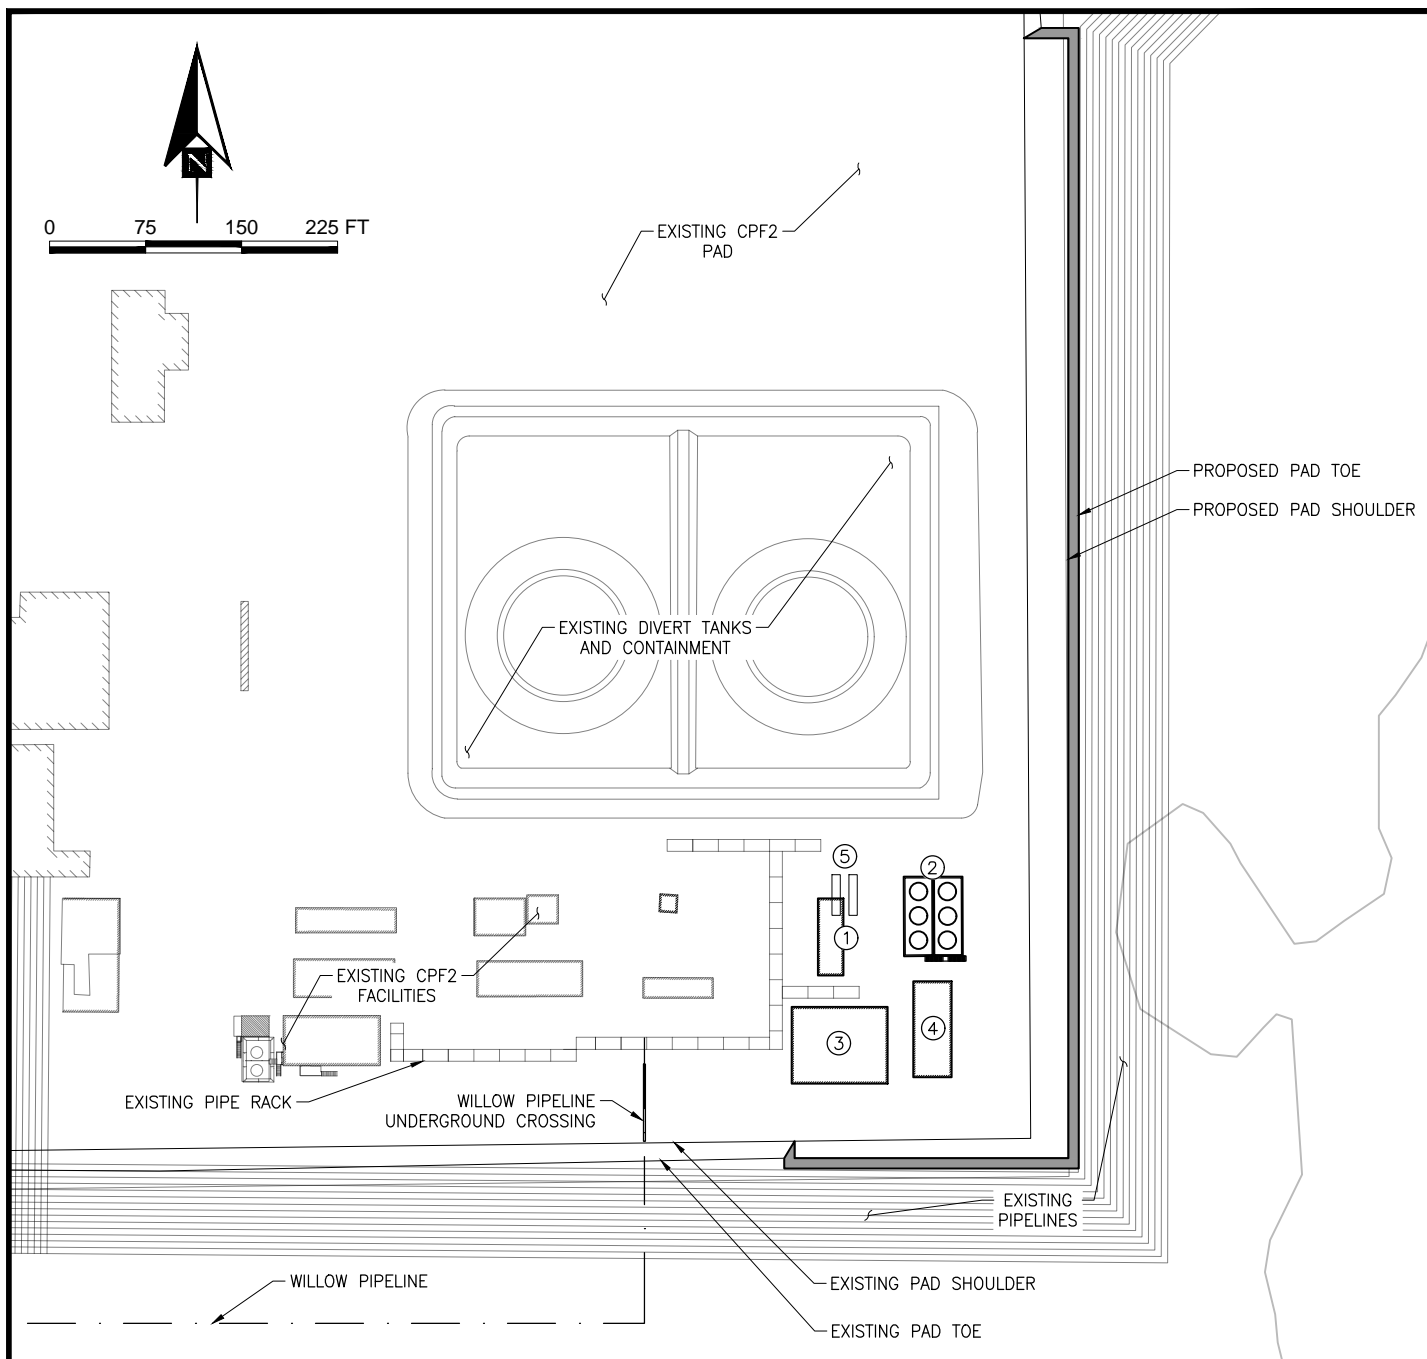 N
0 75 150 225 FT
EXISTING CPF2
PAD
PROPOSED PAD TOE
PROPOSED PAD SHOULDER
EXISTING DIVERT TANKS
AND CONTAINMENT
5
2
1
EXISTING CPF2
FACILITIES
4
3
EXISTING PIPE RACK
WILLOW PIPELINE
UNDERGROUND CROSSING
EXISTING
PIPELINES
WILLOW PIPELINE
EXISTING PAD SHOULDER
EXISTING PAD TOE